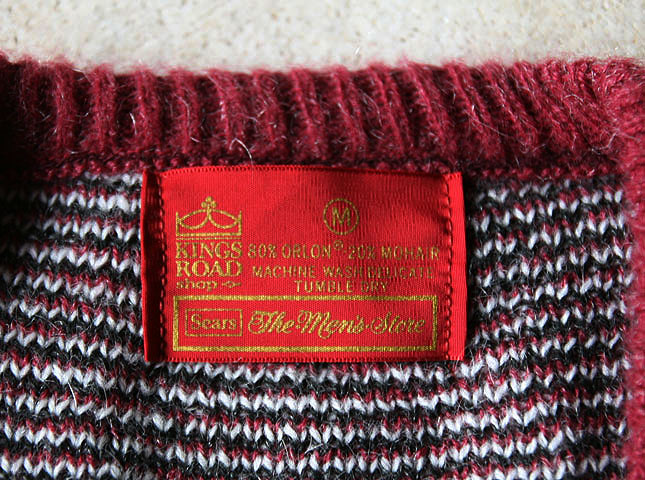 M
KINGS
ROAD
shop
80% ORLON® 20% MOHAIR
MACHINE WASH DELICATE
TUMBLE DRY
Sears The Men's Store